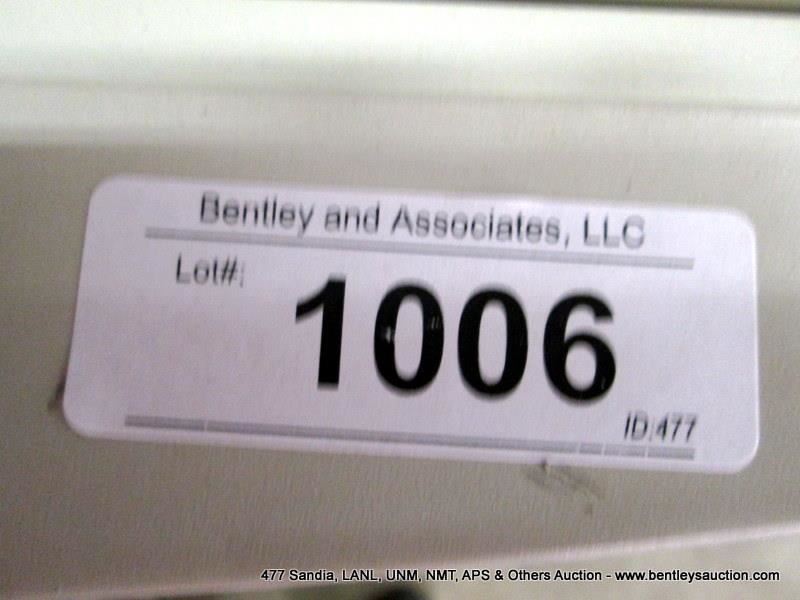 Bentley and Associates, LLC
Lot#:
1006
ID:477
477 Sandia, LANL, UNM, NMT, APS & Others Auction - www.bentleysauction.com